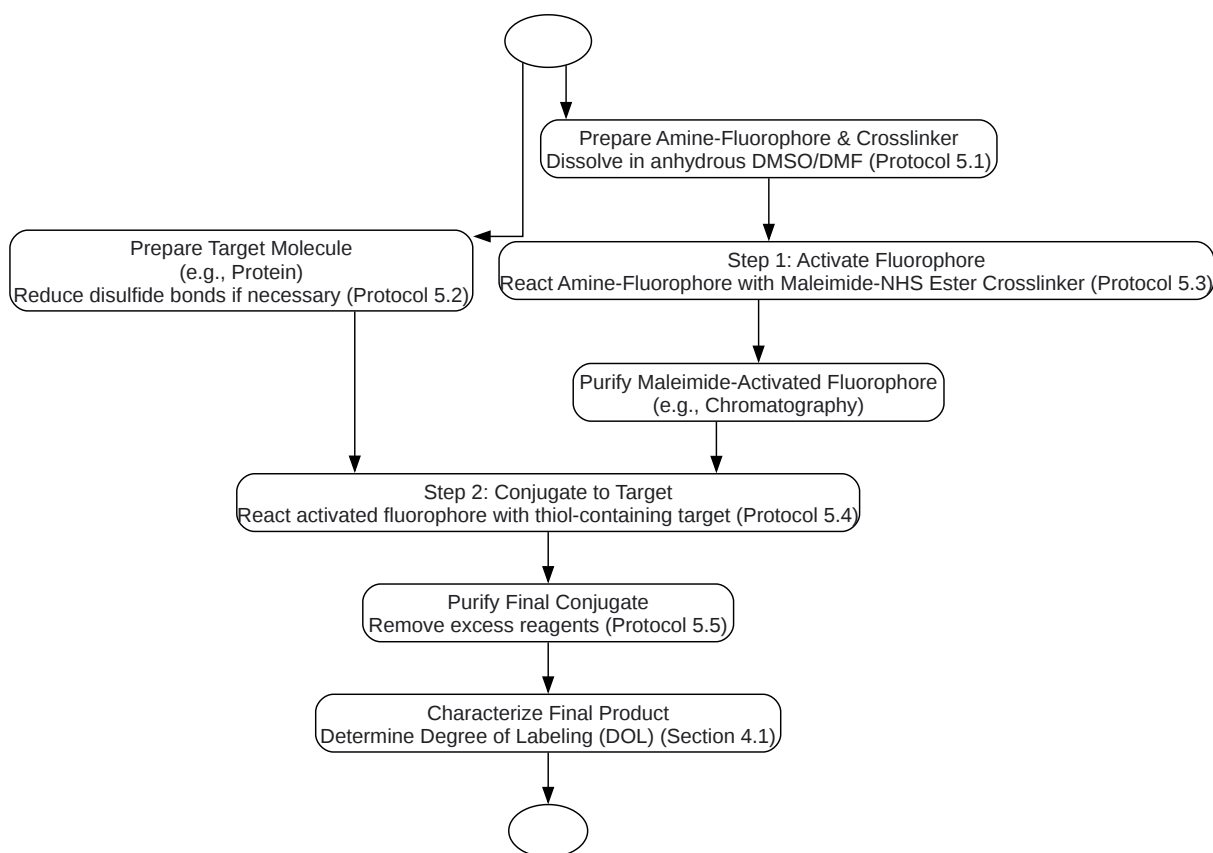 Prepare Amine-Fluorophore & Crosslinker
Dissolve in anhydrous DMSO/DMF (Protocol 5.1)
Prepare Target Molecule
(e.g., Protein)
Reduce disulfide bonds if necessary (Protocol 5.2)
Step 1: Activate Fluorophore
React Amine-Fluorophore with Maleimide-NHS Ester Crosslinker (Protocol 5.3)
Purify Maleimide-Activated Fluorophore
(e.g., Chromatography)
Step 2: Conjugate to Target
React activated fluorophore with thiol-containing target (Protocol 5.4)
Purify Final Conjugate
Remove excess reagents (Protocol 5.5)
Characterize Final Product
Determine Degree of Labeling (DOL) (Section 4.1)